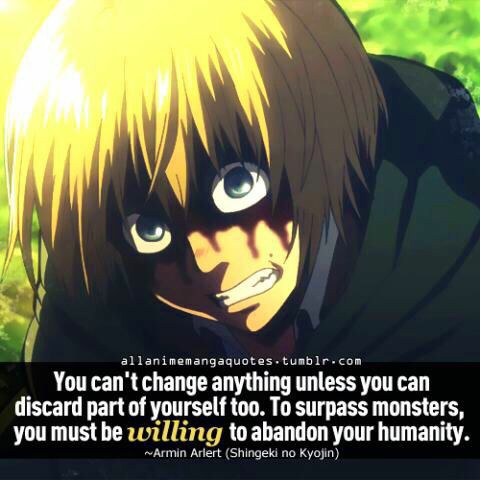 allanimemangaquotes.tumblr.com
You can't change anything unless you can
discard part of yourself too. To surpass monsters,
you must be willing to abandon your humanity.
~Armin Arlert (Shingeki no Kyojin)